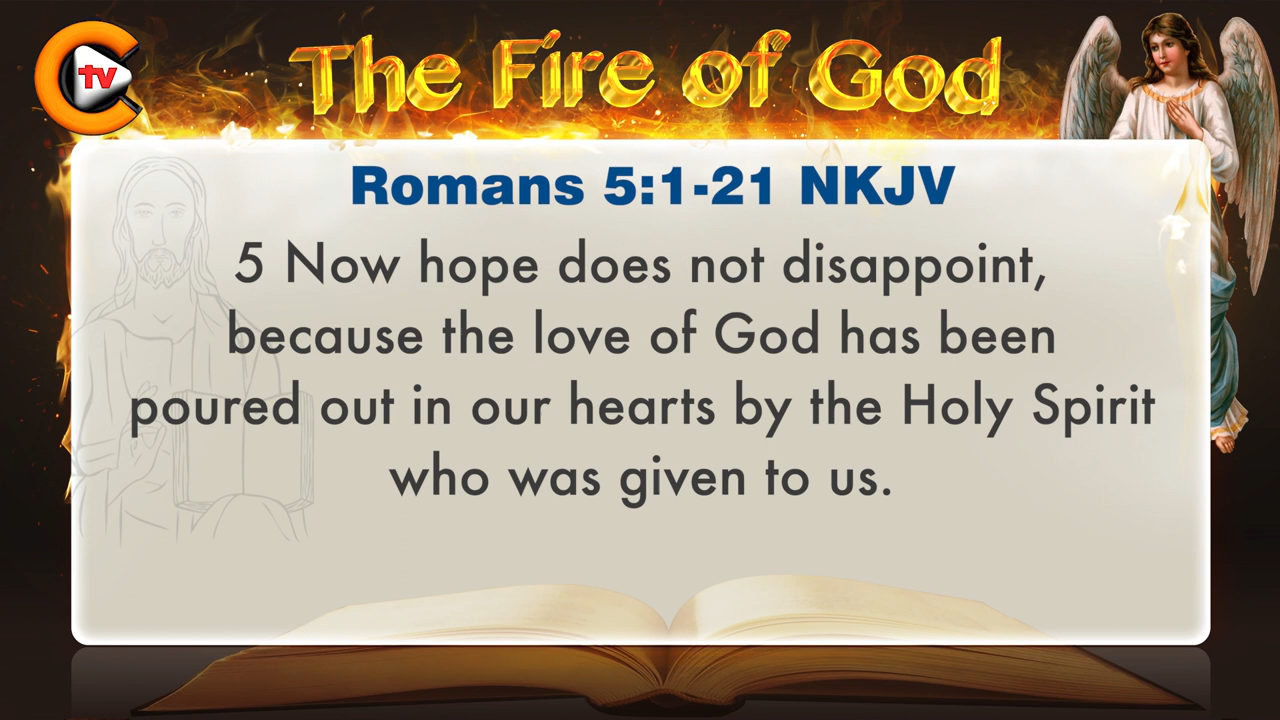 tv
The Fire of God
Romans 5:1-21 NKJV
5 Now hope does not disappoint,
because the love of God has been
poured out in our hearts by the Holy Spirit
who was given to us.